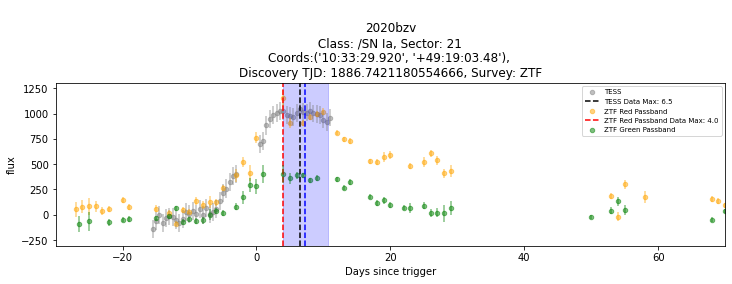 2020bzv
Class: /SN Ia, Sector: 21
Coords:('10:33:29.920', '+49:19:03.48'),
Discovery TJD: 1886.7421180554666, Survey: ZTF
TESS
TESS Data Max: 6.5
ZTF Red Passband
ZTF Red Passband Data Max: 4.0
ZTF Green Passband
flux
1250
1000
750
500
250
0
−250
−20
0
20
40
60
Days since trigger